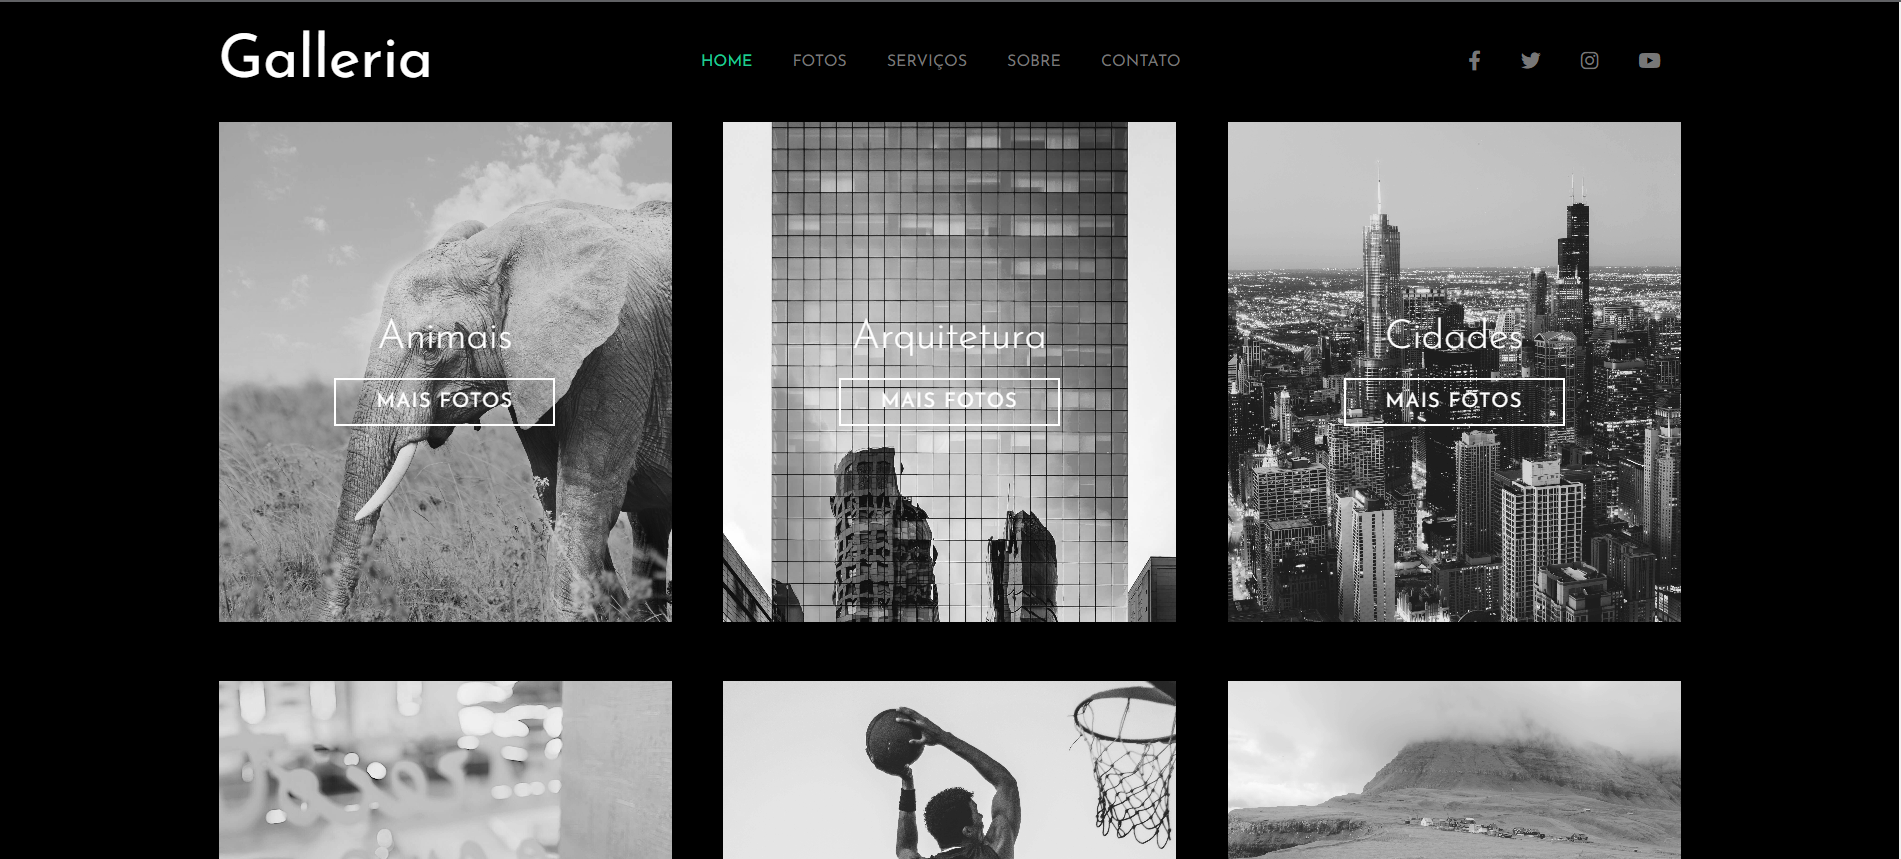 Galleria
HOME FOTOS SERVIÇOS SOBRE CONTATO
Animais
MAIS FOTOS
Arquitetura
MAIS FOTOS
Cidades
MAIS FOTOS